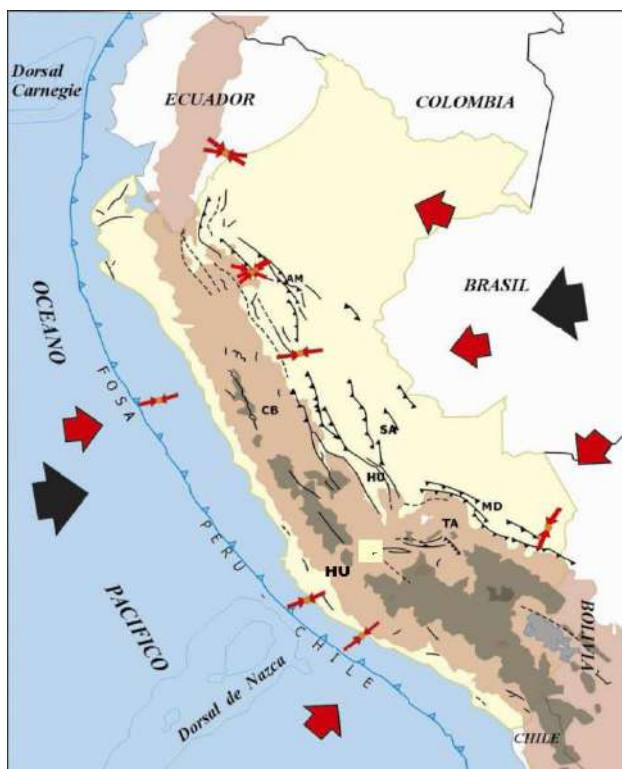 Dorsal
Carnegie
ECUADOR
COLOMBIA
AM
BRASIL
OCEANO
FOSA
CB
SA
HU
MD
TA
PERU - CHILE
HU
PACIFICO
BOLIVIA
Dorsal de Nazca
CHILE